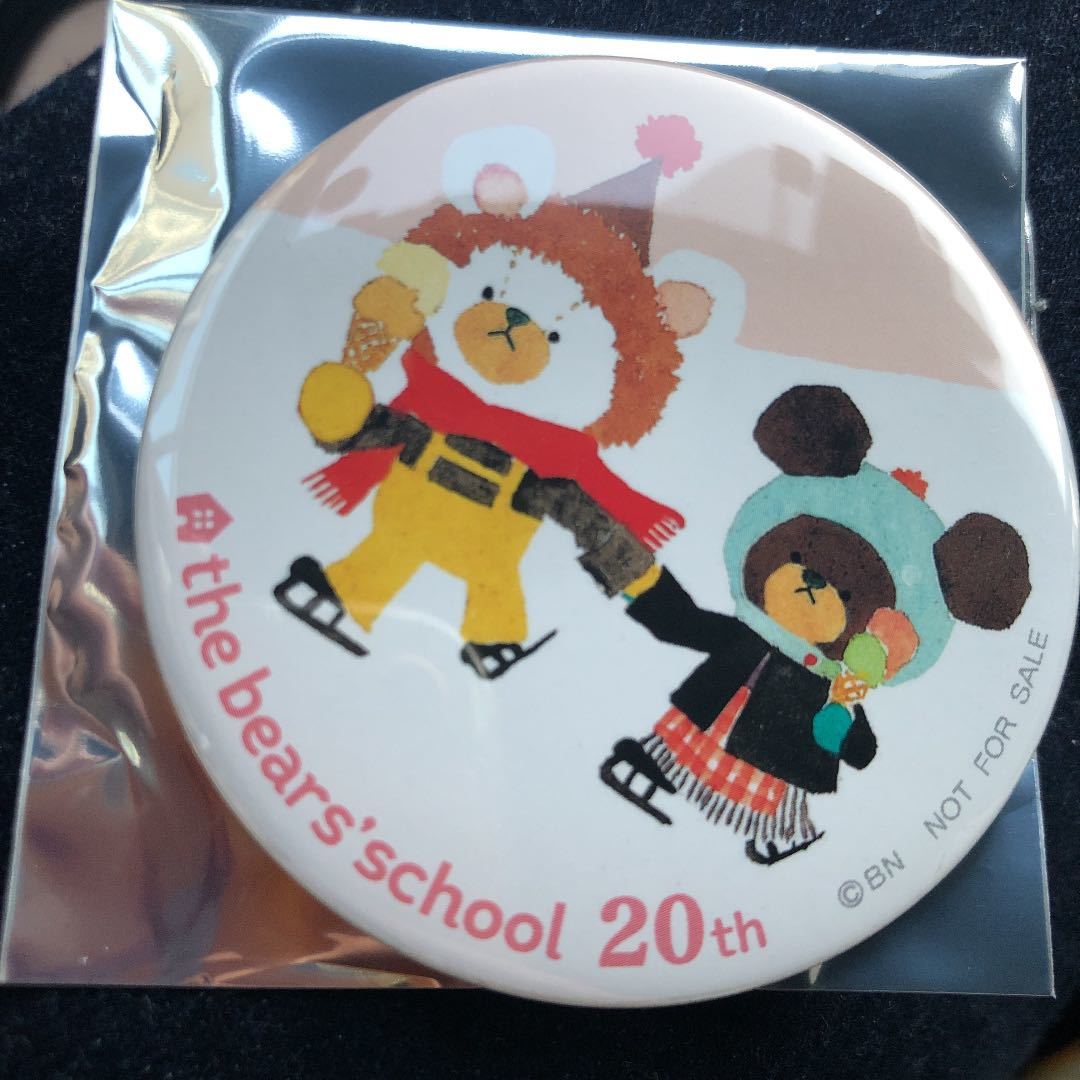 the bears'school 20th
©BN NOT FOR SALE